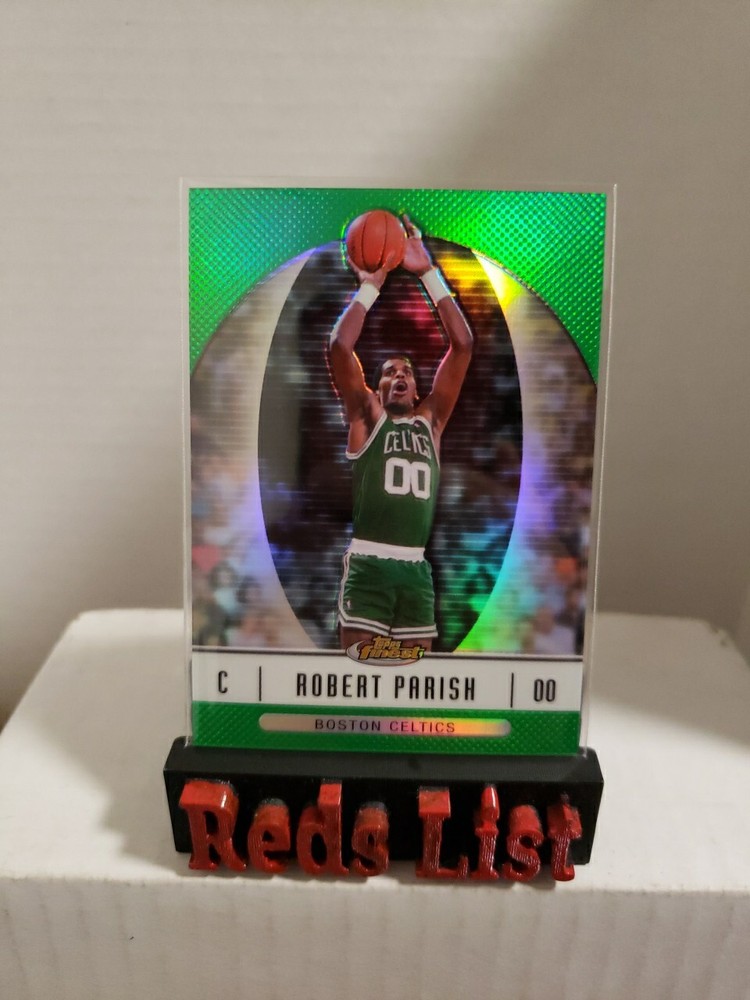 CELTICS
00
Topps
finest
C | ROBERT PARISH | 00
BOSTON CELTICS
Reds List